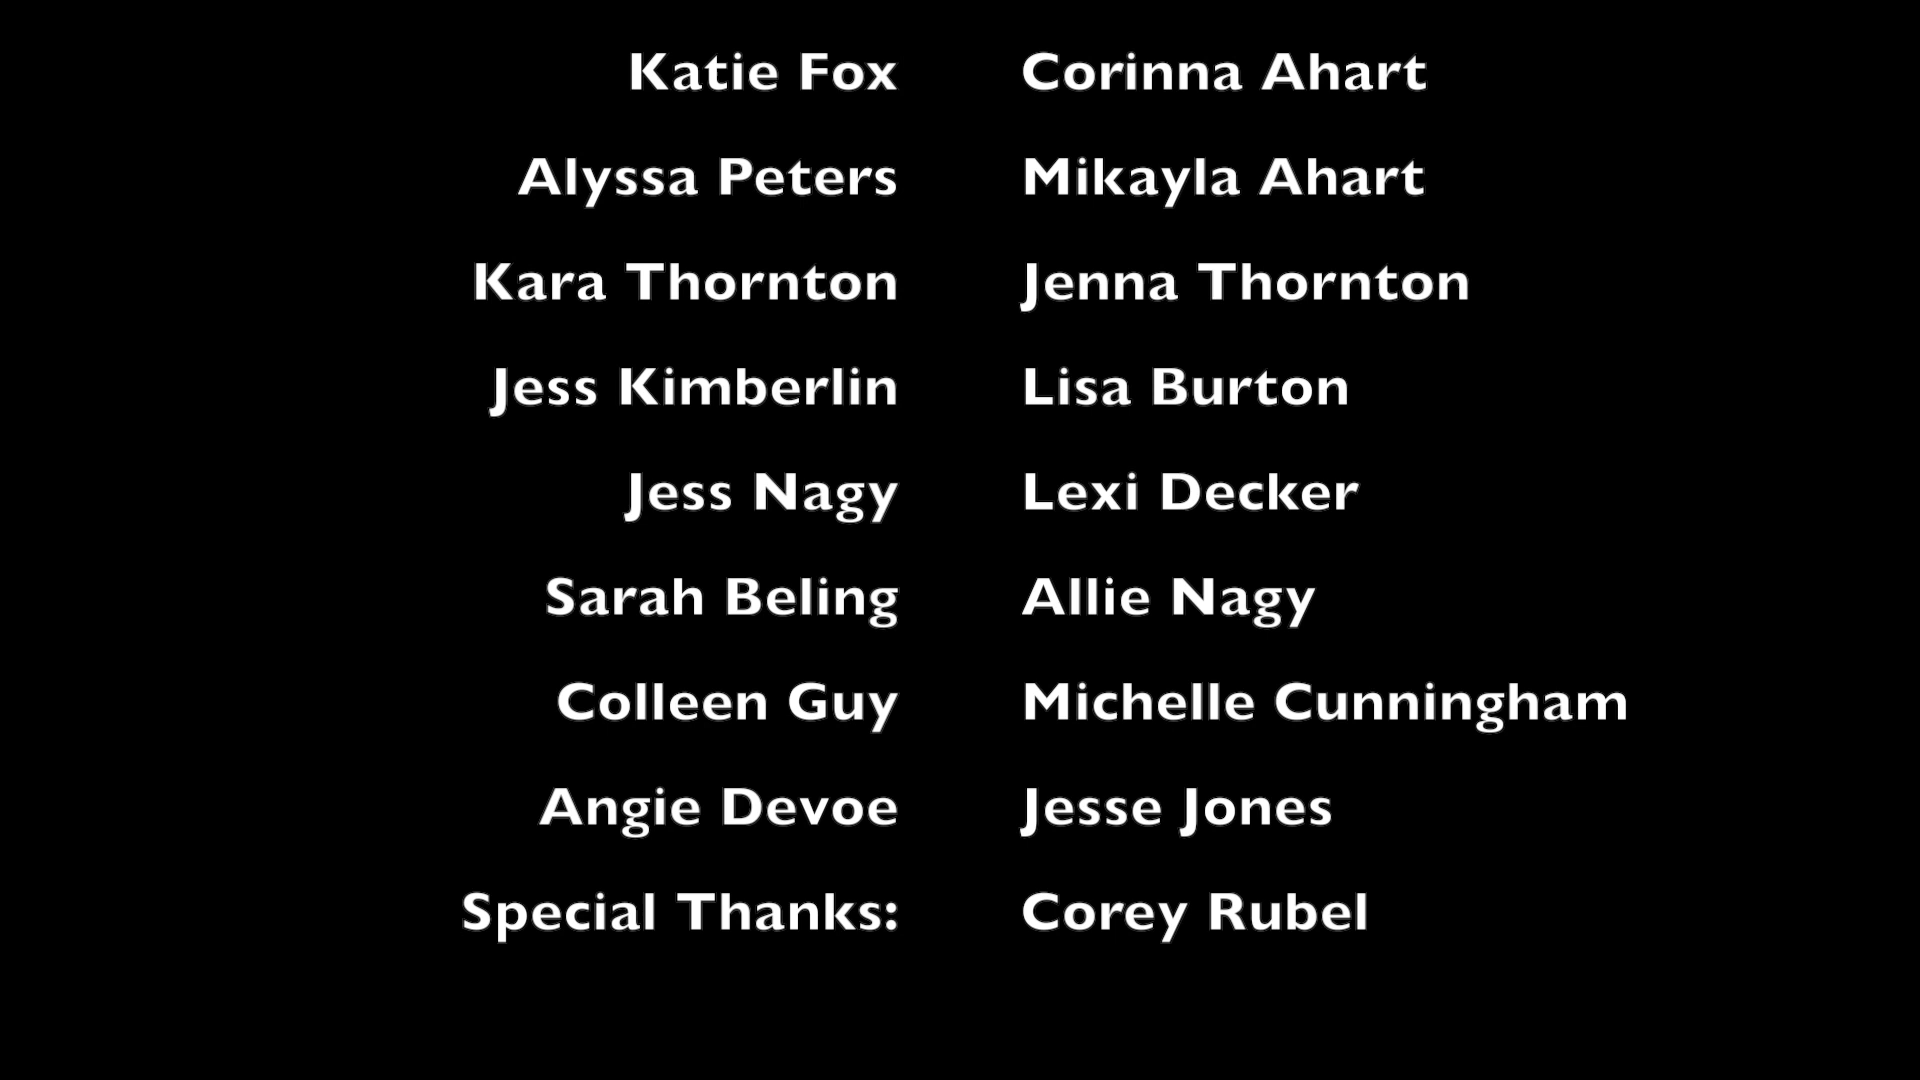 Katie Fox Corinna Ahart
Alyssa Peters Mikayla Ahart
Kara Thornton Jenna Thornton
Jess Kimberlin Lisa Burton
Jess Nagy Lexi Decker
Sarah Beling Allie Nagy
Colleen Guy Michelle Cunningham
Angie Devoe Jesse Jones
Special Thanks: Corey Rubel